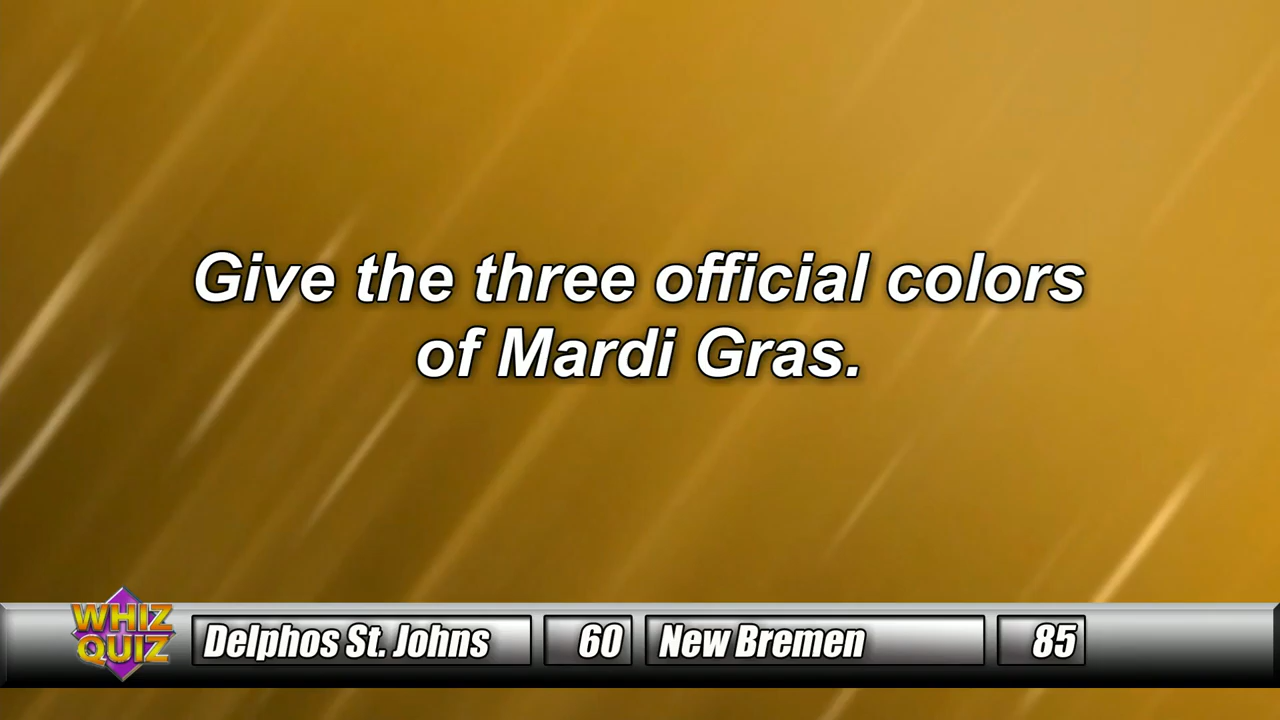 Give the three official colors
of Mardi Gras.
WHIZ
QUIZ
Delphos St. Johns 60 New Bremen 85